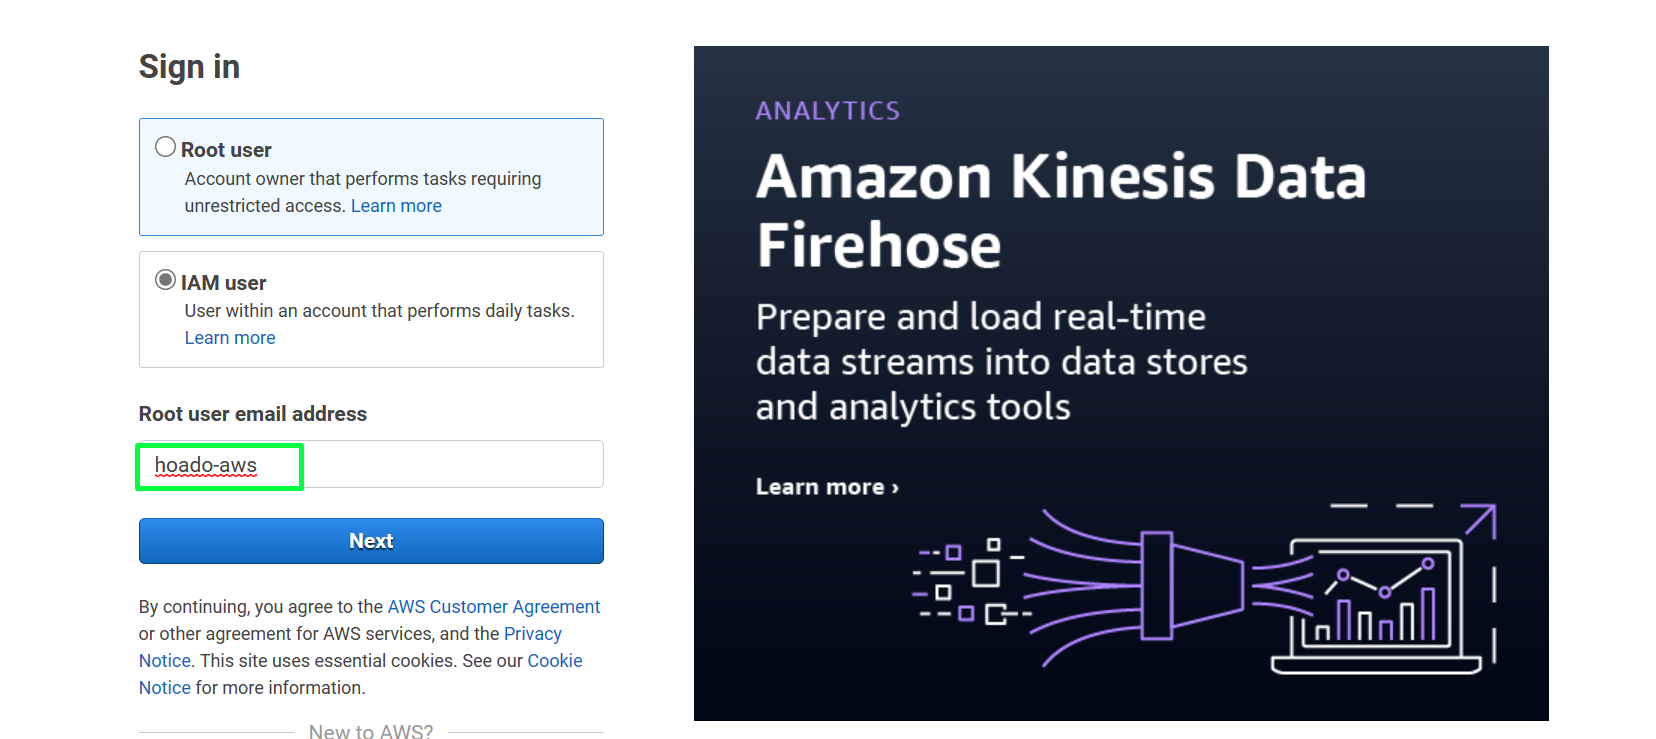 Sign in
Root user
Account owner that performs tasks requiring
unrestricted access. Learn more
IAM user
User within an account that performs daily tasks.
Learn more
Root user email address
hoado-aws
Next
By continuing, you agree to the AWS Customer Agreement
or other agreement for AWS services, and the Privacy
Notice. This site uses essential cookies. See our Cookie
Notice for more information.
New to AWS?
ANALYTICS
Amazon Kinesis Data
Firehose
Prepare and load real-time
data streams into data stores
and analytics tools
Learn more ›